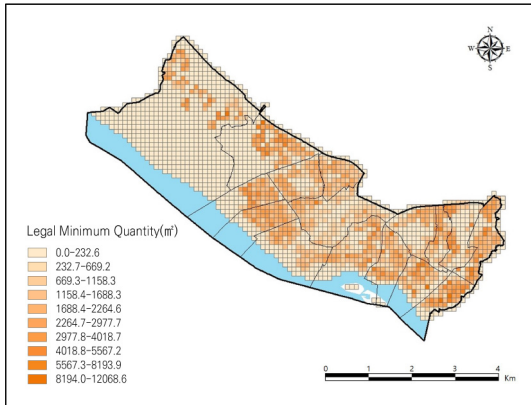 N
W E
S
Legal Minimum Quantity(㎡)
0.0-232.6
232.7-669.2
669.3-1158.3
1158.4-1688.3
1688.4-2264.6
2264.7-2977.7
2977.8-4018.7
4018.8-5567.2
5567.3-8193.9
8194.0-12068.6
0 1 2 3 4
Km